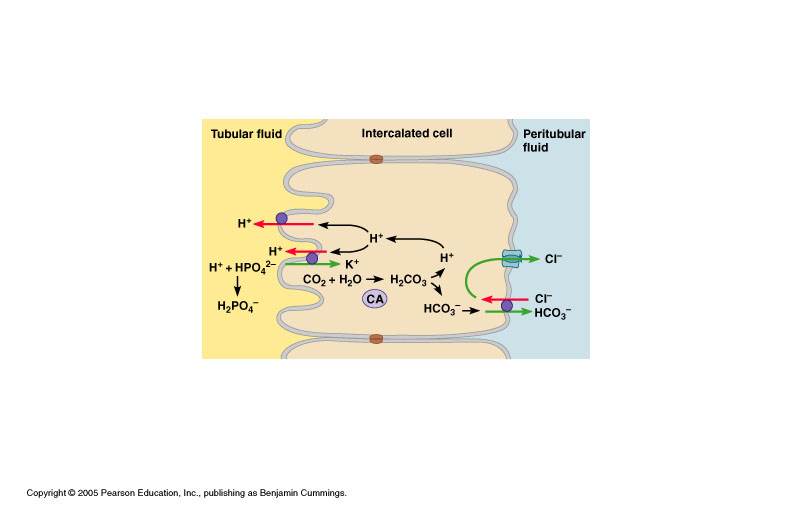 Tubular fluid
Intercalated cell
Peritubular
fluid
H⁺
H⁺
H⁺
H⁺
H⁺ + HPO₄²⁻
K⁺
Cl⁻
CO₂ + H₂O → H₂CO₃
CA
H₂PO₄⁻
HCO₃⁻
Cl⁻
HCO₃⁻
Copyright © 2005 Pearson Education, Inc., publishing as Benjamin Cummings.